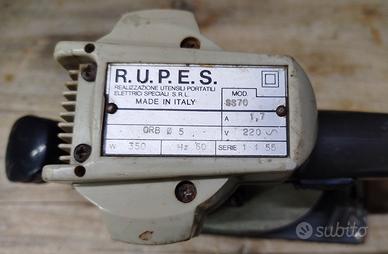 R.U.P.E.S.
REALIZZAZIONE UTENSILI PORTATILI
ELETTRICI SPECIALI S.R.L.
MADE IN ITALY
MOD.
SS70
A 1,7
ORB Ø 5 V 220
W 350 Hz 50 SERIE 1 1 55
subito